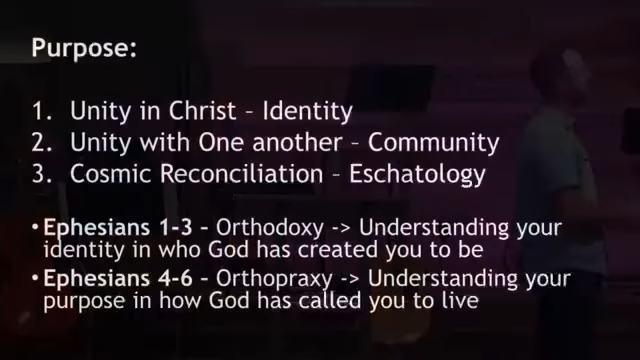 Purpose:
1. Unity in Christ – Identity
2. Unity with One another – Community
3. Cosmic Reconciliation – Eschatology
• Ephesians 1-3 – Orthodoxy -> Understanding your
identity in who God has created you to be
• Ephesians 4-6 – Orthopraxy -> Understanding your
purpose in how God has called you to live